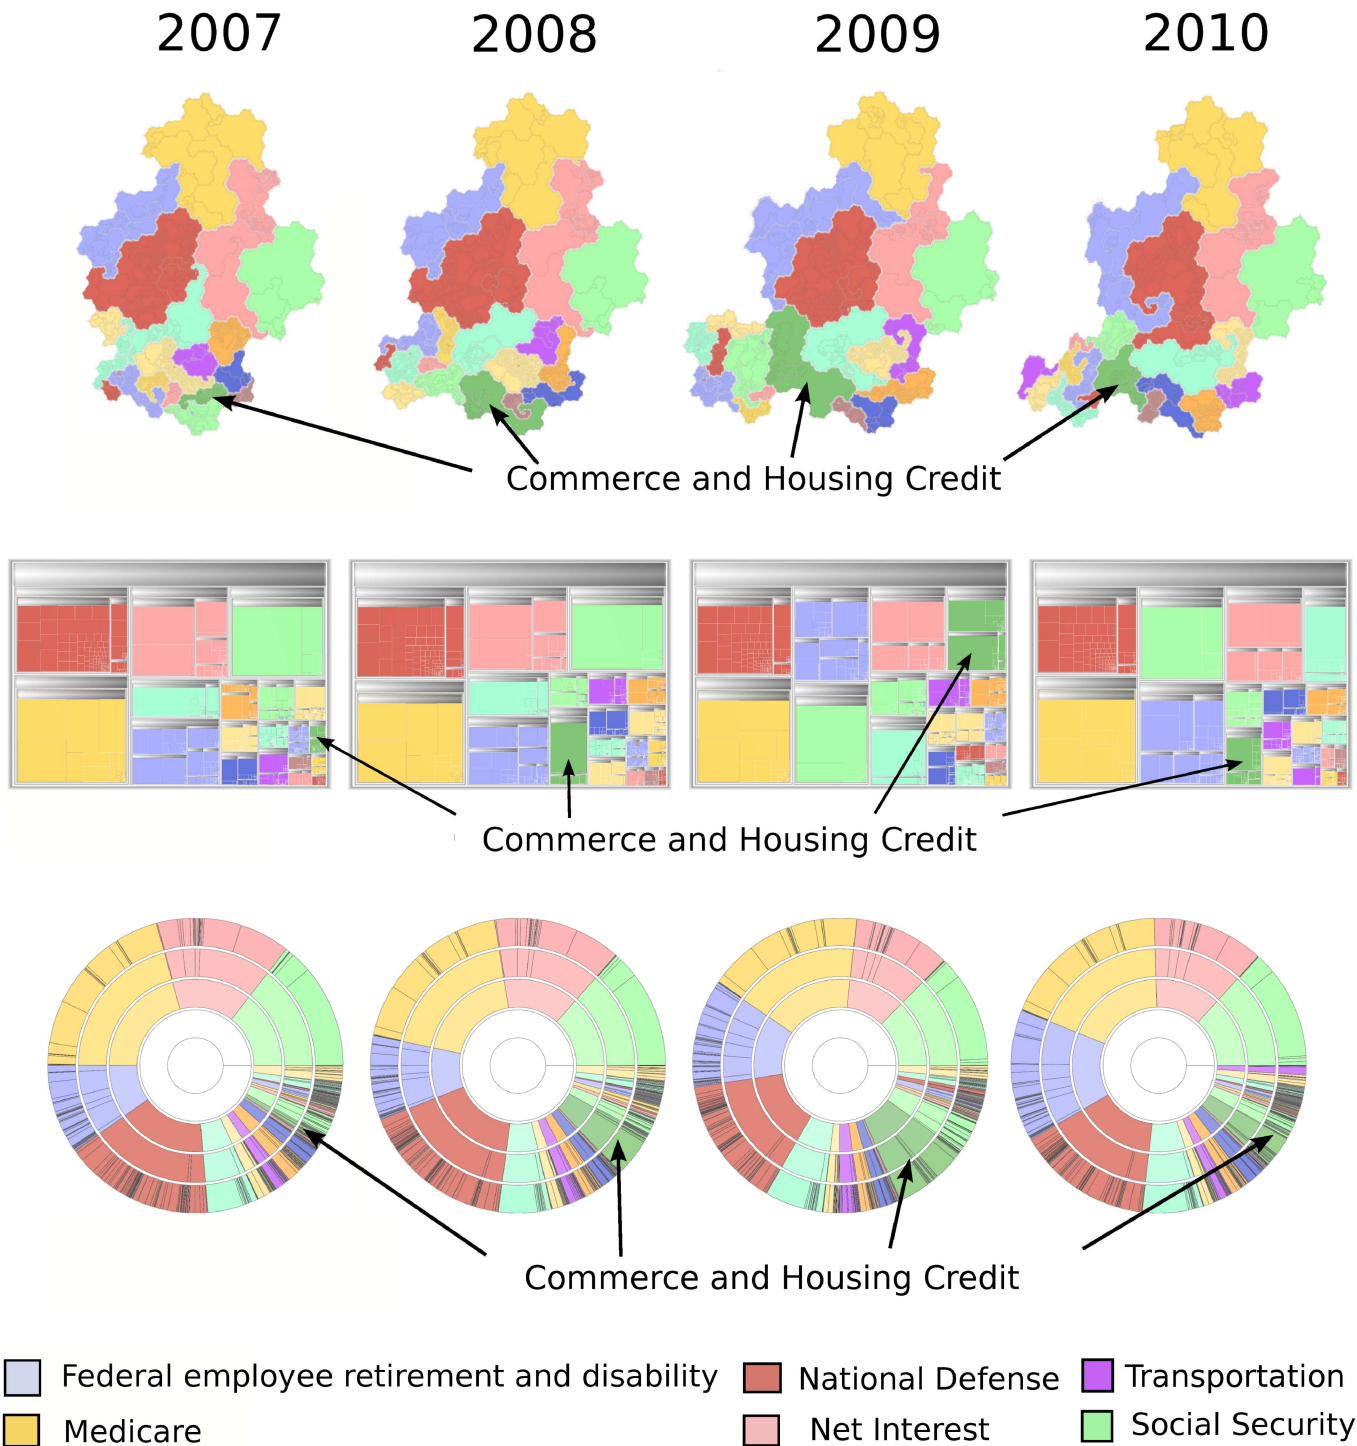 2007
2008
2009
2010
Commerce and Housing Credit
Commerce and Housing Credit
Commerce and Housing Credit
Federal employee retirement and disability
National Defense
Transportation
Medicare
Net Interest
Social Security